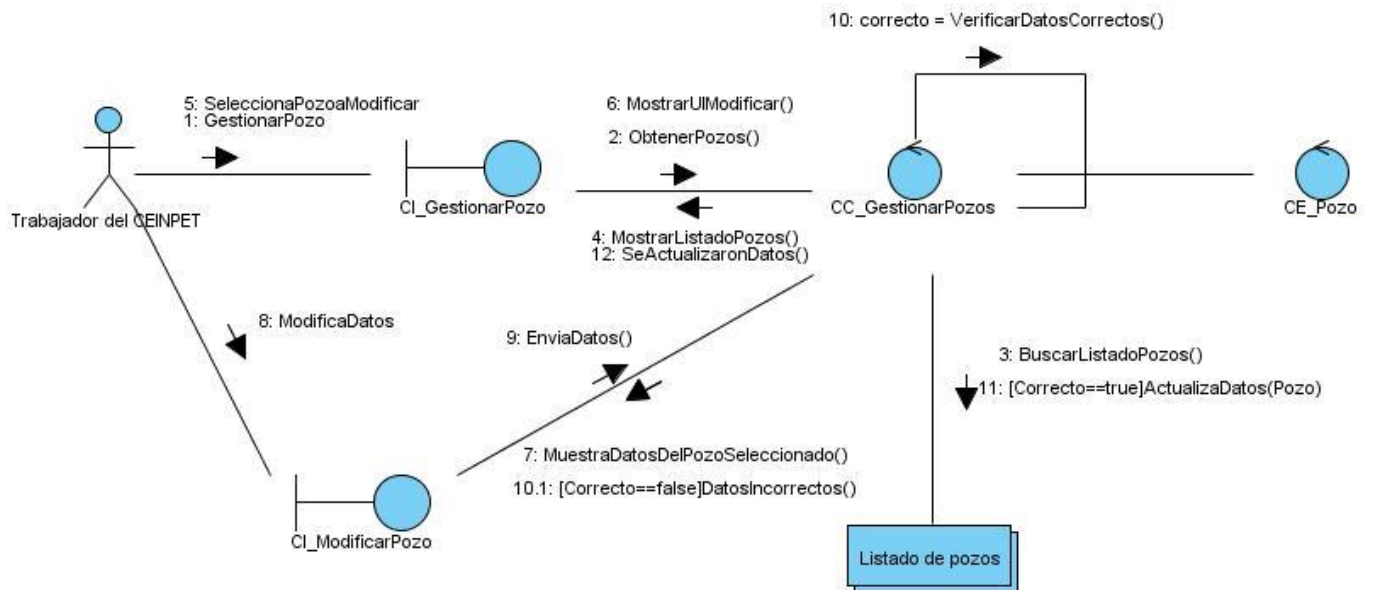 10: correcto = VerificarDatosCorrectos()
5: SeleccionaPozoaModificar
1: GestionarPozo
6: MostrarUIModificar()
2: ObtenerPozos()
Trabajador del CEINPET
CI_GestionarPozo
CC_GestionarPozos
CE_Pozo
4: MostrarListadoPozos()
12: SeActualizaronDatos()
8: ModificaDatos
9: EnviaDatos()
3: BuscarListadoPozos()
11: [Correcto==true]ActualizaDatos(Pozo)
7: MuestraDatosDelPozoSeleccionado()
10.1: [Correcto==false]DatosIncorrectos()
CI_ModificarPozo
Listado de pozos